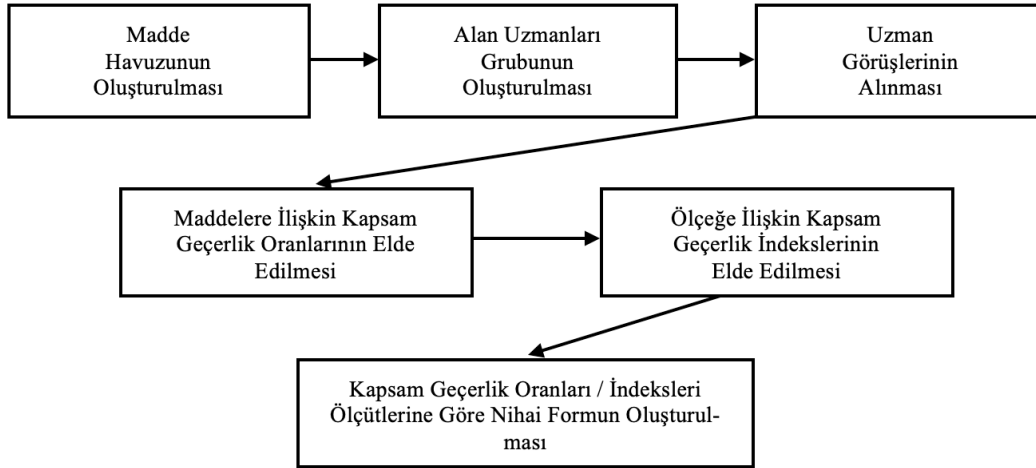 Madde
Havuzunun
Oluşturulması
Alan Uzmanları
Grubunun
Oluşturulması
Uzman
Görüşlerinin
Alınması
Maddelere İlişkin Kapsam
Geçerlik Oranlarının Elde
Edilmesi
Ölçeğe İlişkin Kapsam
Geçerlik İndekslerinin
Elde Edilmesi
Kapsam Geçerlik Oranları / İndeksleri
Ölçütlerine Göre Nihai Formun Oluşturul-
ması